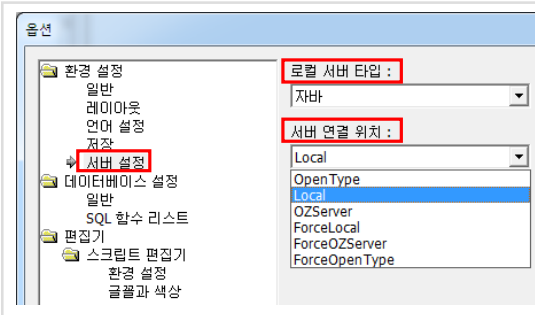 옵션
환경 설정
일반
레이아웃
언어 설정
저장
서버 설정
데이터베이스 설정
일반
SQL 함수 리스트
편집기
스크립트 편집기
환경 설정
글꼴과 색상
로컬 서버 타입 :
자바
서버 연결 위치 :
Local
OpenType
Local
OZServer
ForceLocal
ForceOZServer
ForceOpenType